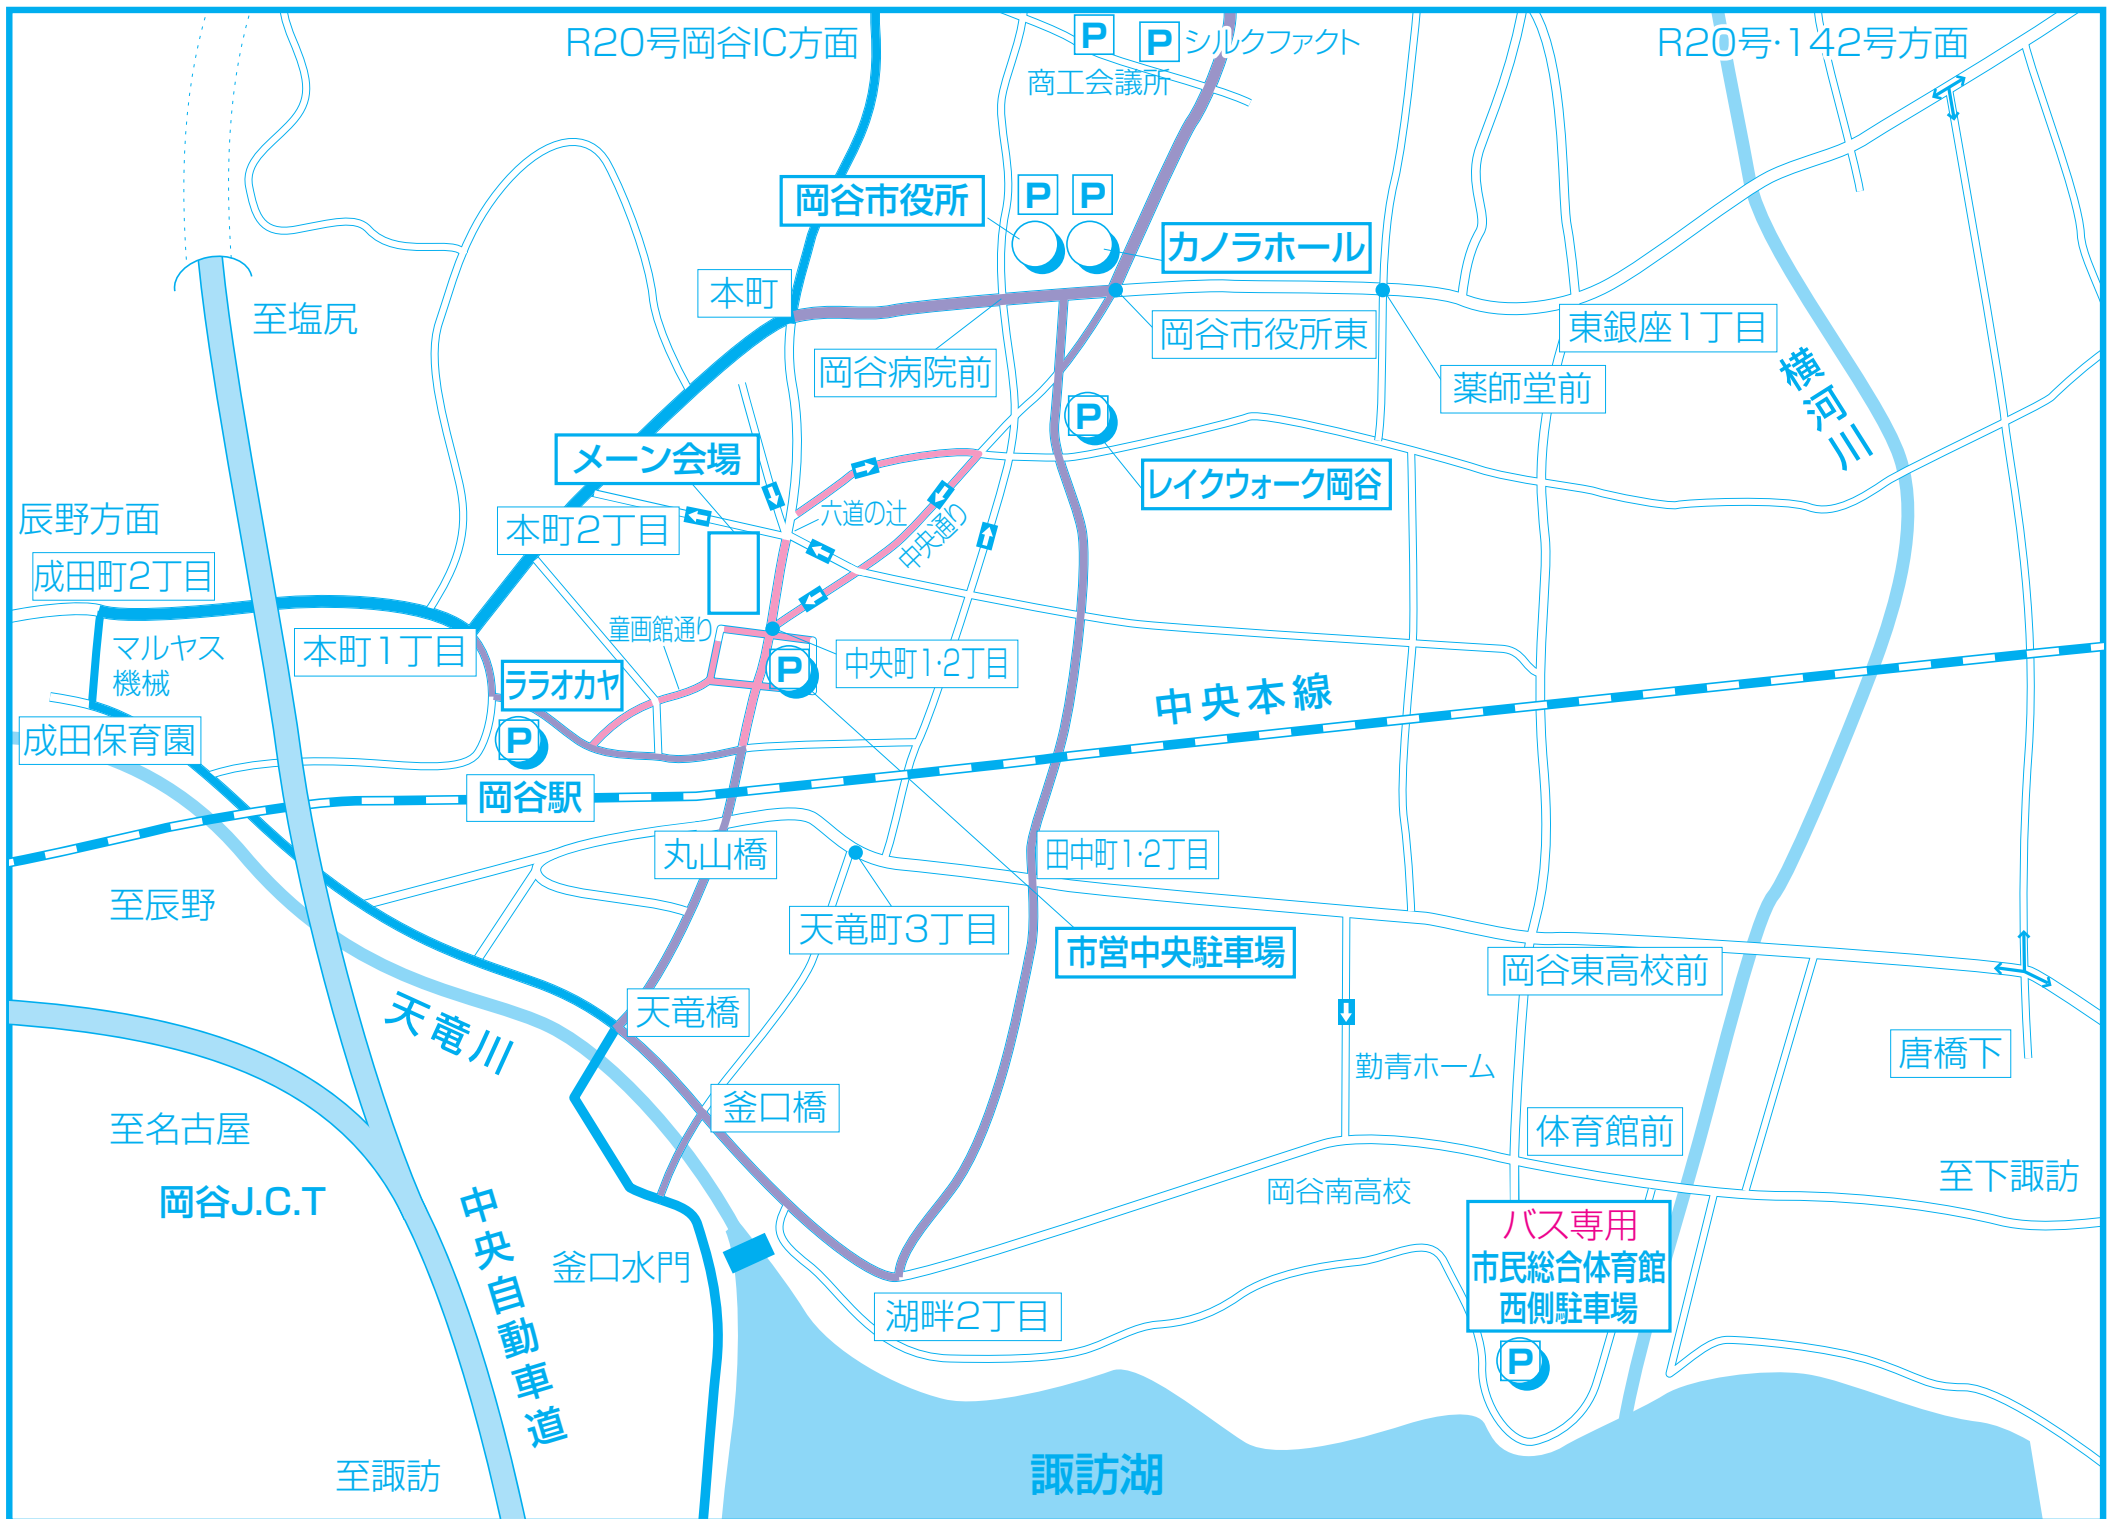 R20号岡谷IC方面
P
P
シルクファクト
商工会議所
R20号・142号方面
岡谷市役所
P
P
カノラホール
本町
至塩尻
岡谷市役所東
東銀座1丁目
岡谷病院前
薬師堂前
横河川
P
メーン会場
レイクウォーク岡谷
辰野方面
本町2丁目
六道の辻
中央通り
成田町2丁目
マルヤス
機械
本町1丁目
童画館通り
中央町1・2丁目
ララオカヤ
P
中央本線
成田保育園
P
岡谷駅
丸山橋
田中町1・2丁目
至辰野
天竜町3丁目
市営中央駐車場
岡谷東高校前
天竜川
天竜橋
唐橋下
勤青ホーム
釜口橋
体育館前
至名古屋
岡谷J.C.T
中央自動車道
岡谷南高校
至下諏訪
バス専用
市民総合体育館
西側駐車場
釜口水門
湖畔2丁目
P
至諏訪
諏訪湖